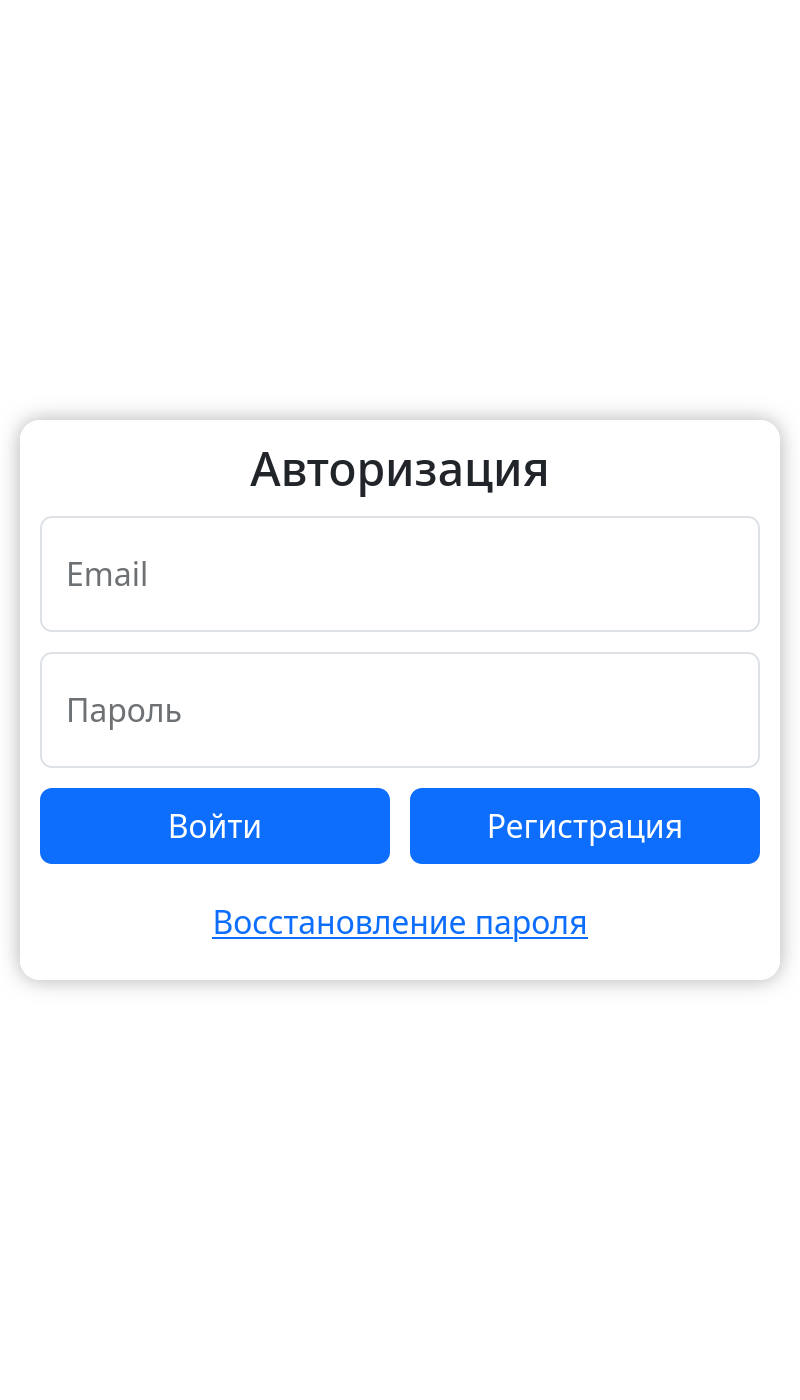 Авторизация
Email
Пароль
Войти
Регистрация
Восстановление пароля